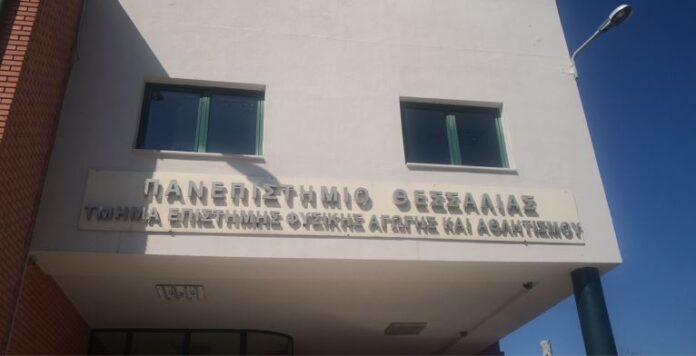 ΠΑΝΕΠΙΣΤΗΜΙΟ ΘΕΣΣΑΛΙΑΣ
ΤΜΗΜΑ ΕΠΙΣΤΗΜΗΣ ΦΥΣΙΚΗΣ ΑΓΩΓΗΣ ΚΑΙ ΑΘΛΗΤΙΣΜΟΥ